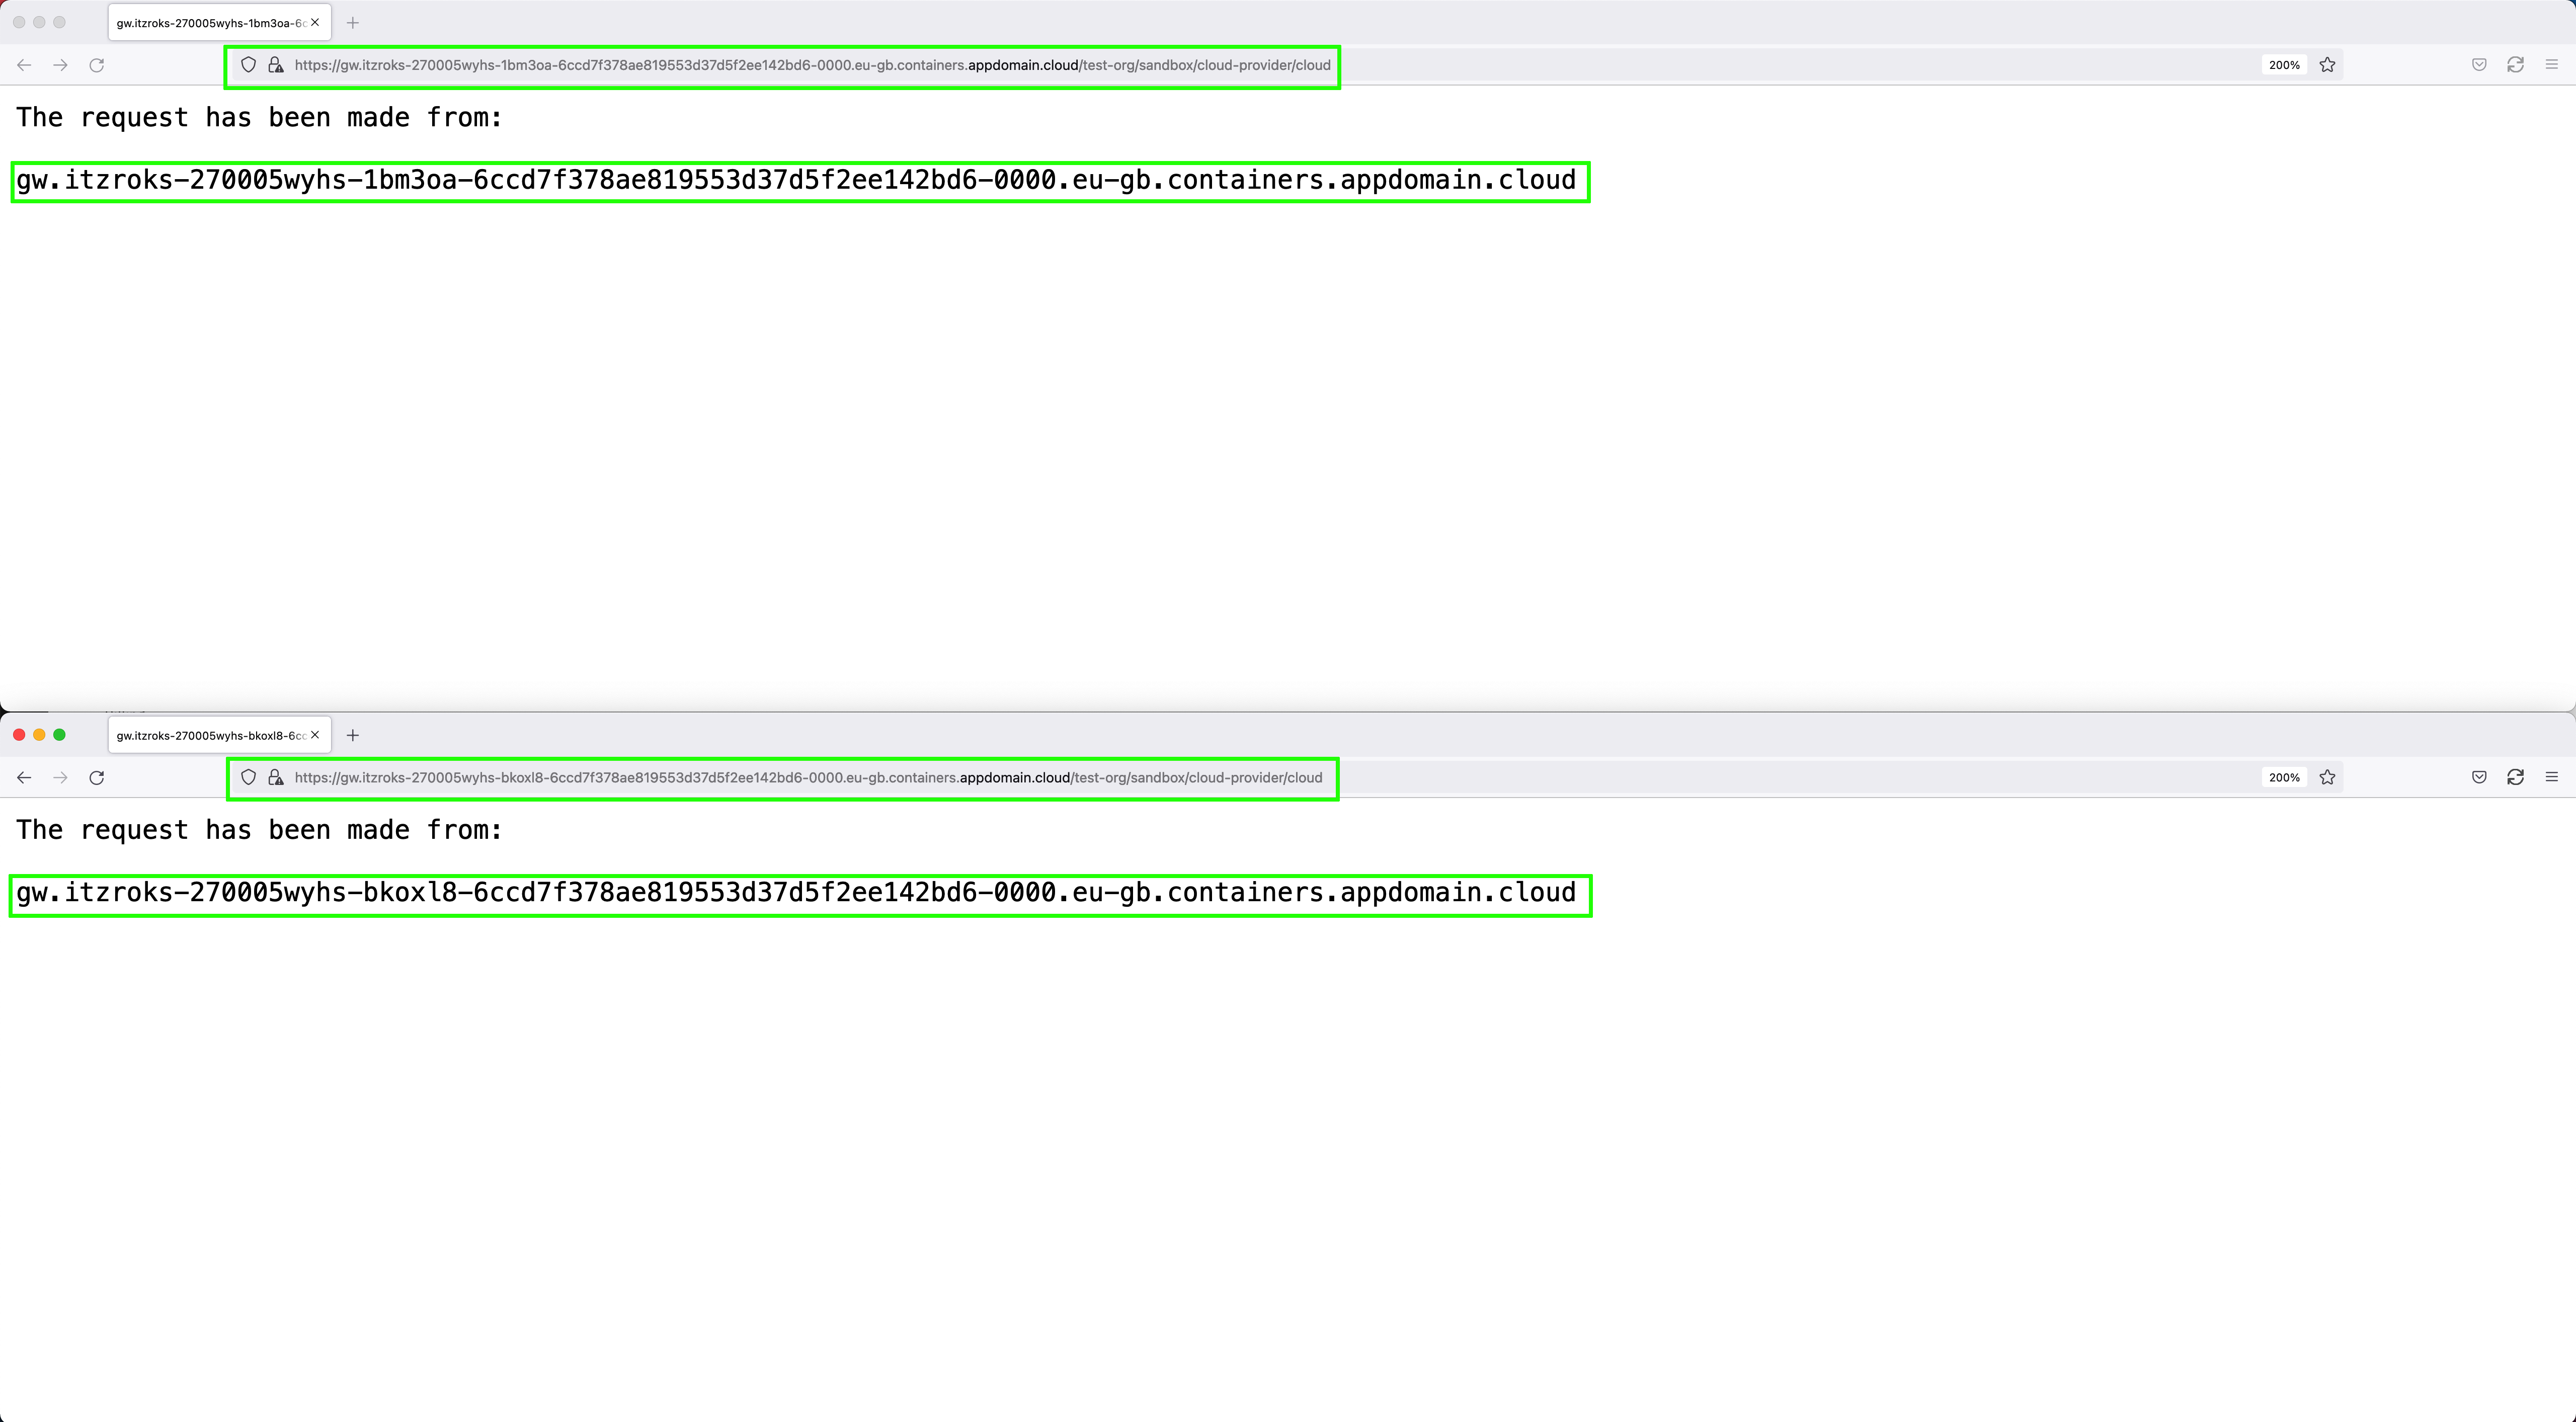 gw.itzroks-270005wyhs-1bm3oa-6c
https://gw.itzroks-270005wyhs-1bm3oa-6ccd7f378ae819553d37d5f2ee142bd6-0000.eu-gb.containers.appdomain.cloud/test-org/sandbox/cloud-provider/cloud
200%
The request has been made from:
gw.itzroks-270005wyhs-1bm3oa-6ccd7f378ae819553d37d5f2ee142bd6-0000.eu-gb.containers.appdomain.cloud
gw.itzroks-270005wyhs-bkoxl8-6cc
https://gw.itzroks-270005wyhs-bkoxl8-6ccd7f378ae819553d37d5f2ee142bd6-0000.eu-gb.containers.appdomain.cloud/test-org/sandbox/cloud-provider/cloud
200%
The request has been made from:
gw.itzroks-270005wyhs-bkoxl8-6ccd7f378ae819553d37d5f2ee142bd6-0000.eu-gb.containers.appdomain.cloud